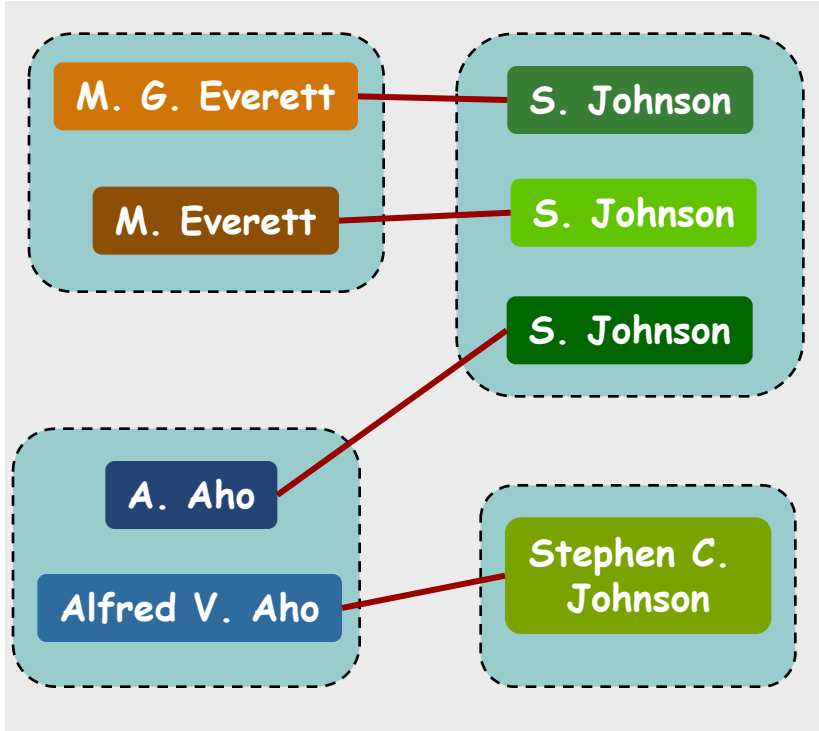 M. G. Everett
S. Johnson
M. Everett
S. Johnson
S. Johnson
A. Aho
Stephen C.
Johnson
Alfred V. Aho